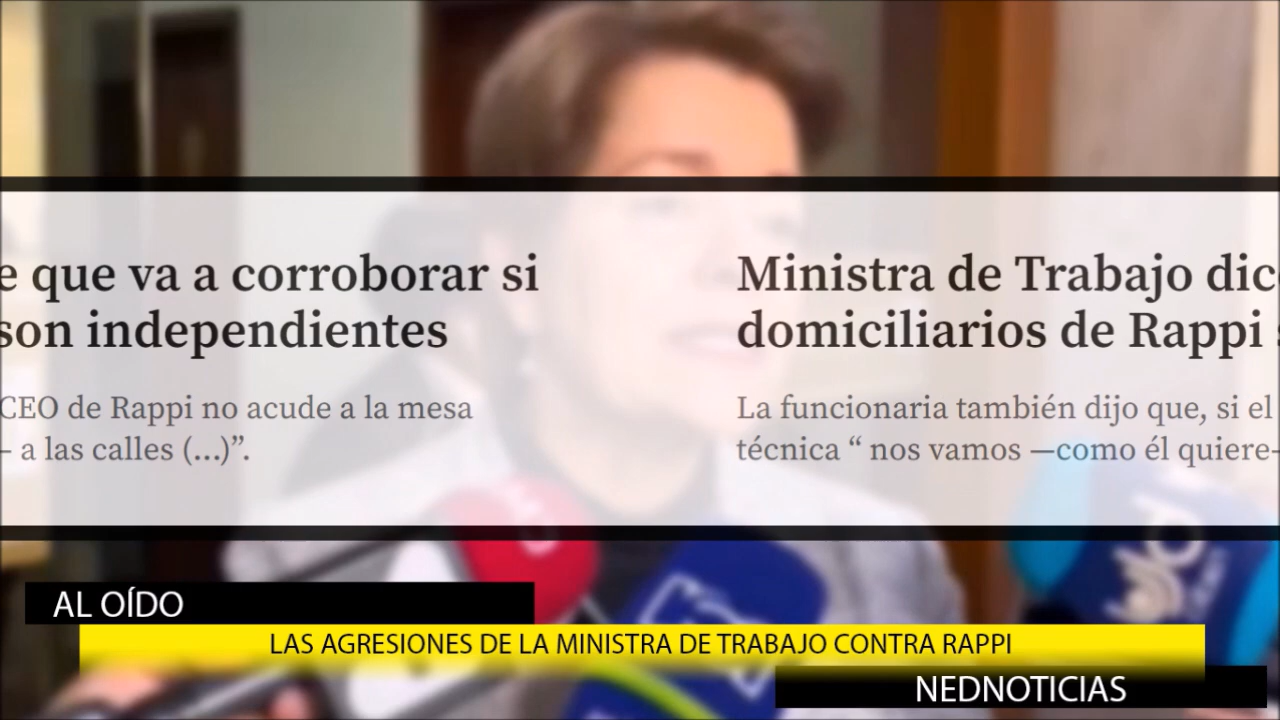 e que va a corroborar si
son independientes
CEO de Rappi no acude a la mesa
– a las calles (...)”.
Ministra de Trabajo dic
domiciliarios de Rappi
La funcionaria también dijo que, si el
técnica “ nos vamos —como él quiere–
AL OÍDO
LAS AGRESIONES DE LA MINISTRA DE TRABAJO CONTRA RAPPI
NEDNOTICIAS